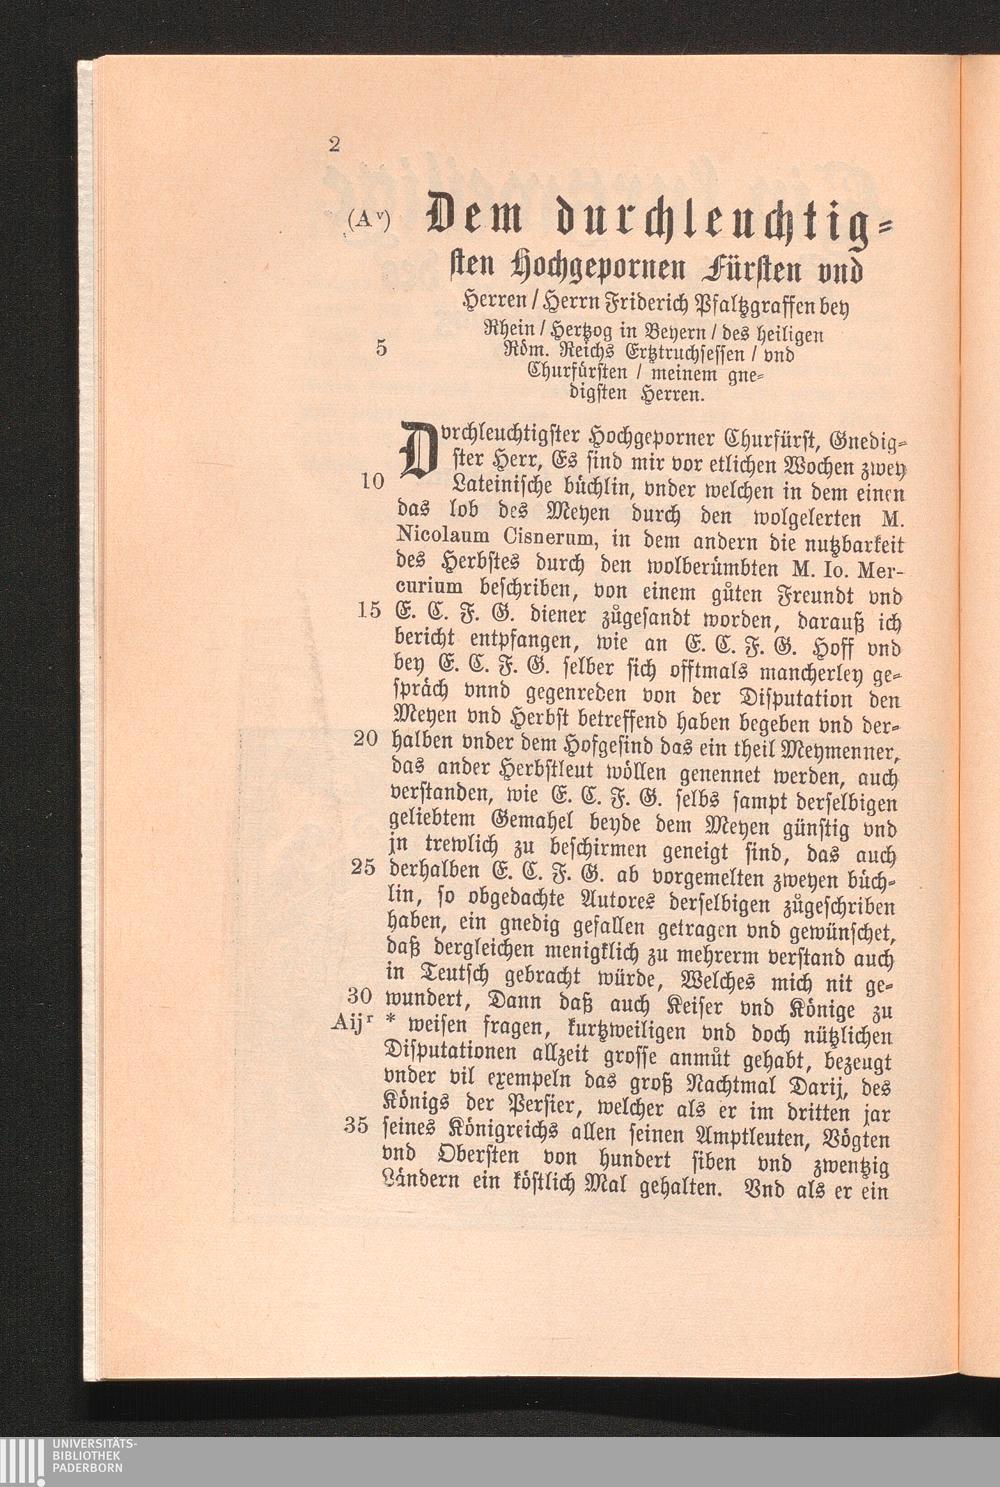 2
(Aᵛ) Dem durchleuchtig-
sten Hochgepornen Fürsten vnd
Herren / Herrn Friderich Pfaltzgraffen bey
Rhein / Hertzog in Beyern / des heiligen
5 Röm. Reichs Ertztruchsessen / vnd
Churfürsten / meinem gne-
digsten Herren.
Dvrchleuchtigster Hochgeporner Churfürst, Gnedig-
ster Herr, Es sind mir vor etlichen Wochen zwey
10 Lateinische büchlin, vnder welchen in dem einen
das lob des Meyen durch den wolgelerten M.
Nicolaum Cisnerum, in dem andern die nutzbarkeit
des Herbstes durch den wolberümbten M. Io. Mer-
curium beschriben, von einem gůten Freundt vnd
15 E. C. F. G. diener zůgesandt worden, darauß ich
bericht entpfangen, wie an E. C. F. G. Hoff vnd
bey E. C. F. G. selber sich offtmals mancherley ge-
spräch vnnd gegenreden von der Disputation den
Meyen vnd Herbst betreffend haben begeben vnd der-
20 halben vnder dem Hofgesind das ein theil Meymenner,
das ander Herbstleut wöllen genennet werden, auch
verstanden, wie E. C. F. G. selbs sampt derselbigen
geliebtem Gemahel beyde dem Meyen günstig vnd
jn trewlich zu beschirmen geneigt sind, das auch
25 derhalben E. C. F. G. ab vorgemelten zweyen büch-
lin, so obgedachte Autores derselbigen zůgeschriben
haben, ein gnedig gefallen getragen vnd gewünschet,
daß dergleichen menigklich zu mehrerm verstand auch
in Teutsch gebracht würde, Welches mich nit ge-
30 wundert, Dann daß auch Keiser vnd Könige zu
Aijʳ * weisen fragen, kurtzweiligen vnd doch nützlichen
Disputationen allzeit grosse anmůt gehabt, bezeugt
vnder vil exempeln das groß Nachtmal Darij, des
Königs der Persier, welcher als er im dritten jar
35 seines Königreichs allen seinen Amptleuten, Vögten
vnd Obersten von hundert siben vnd zwentzig
Ländern ein köstlich Mal gehalten. Vnd als er ein
UNIVERSITÄTS-
BIBLIOTHEK
PADERBORN